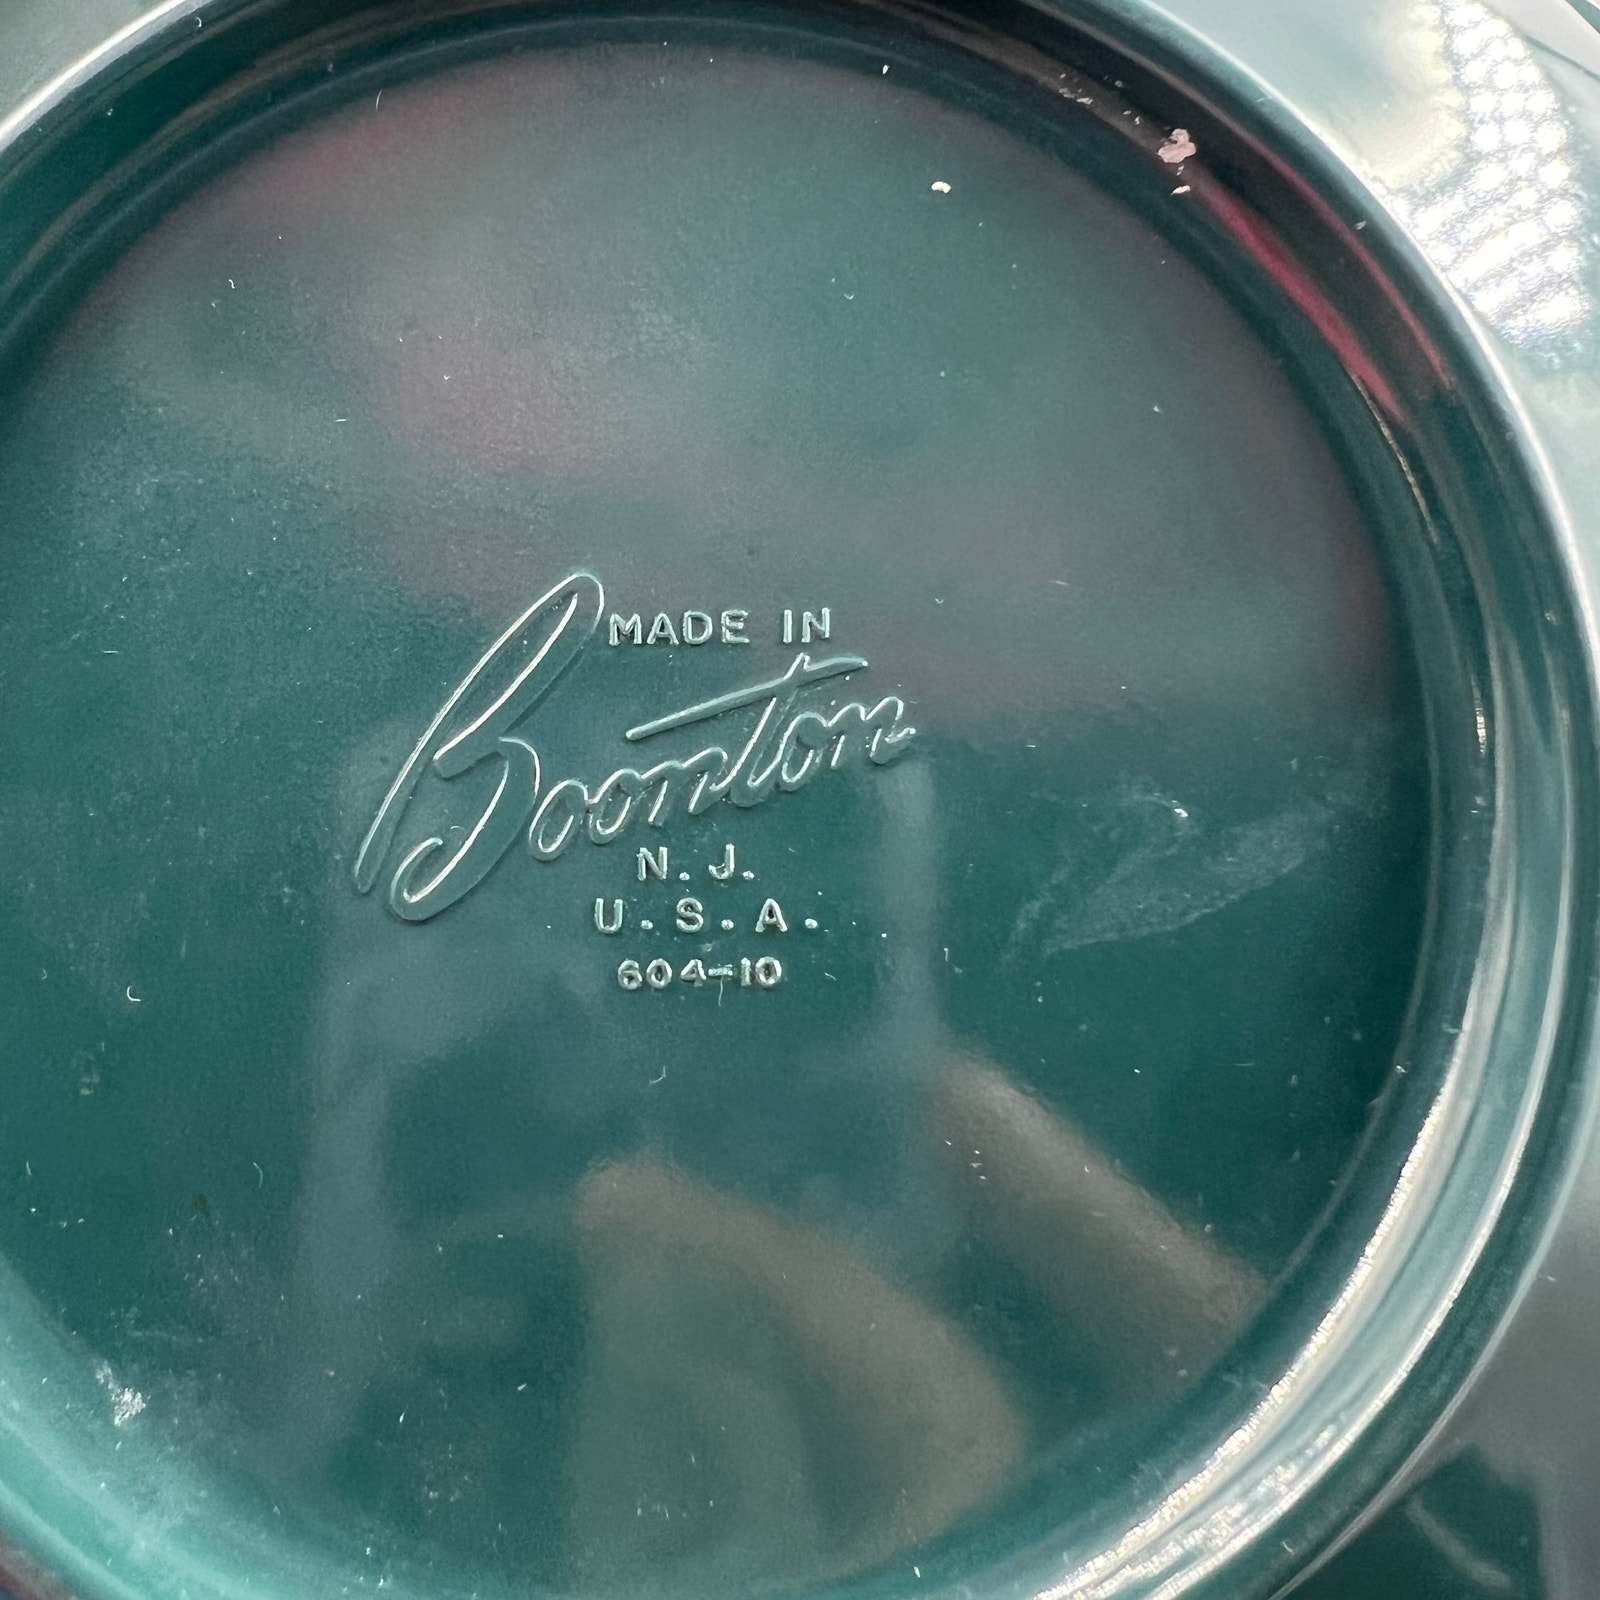 MADE IN
Boonton
N. J.
U.S.A.
604-10